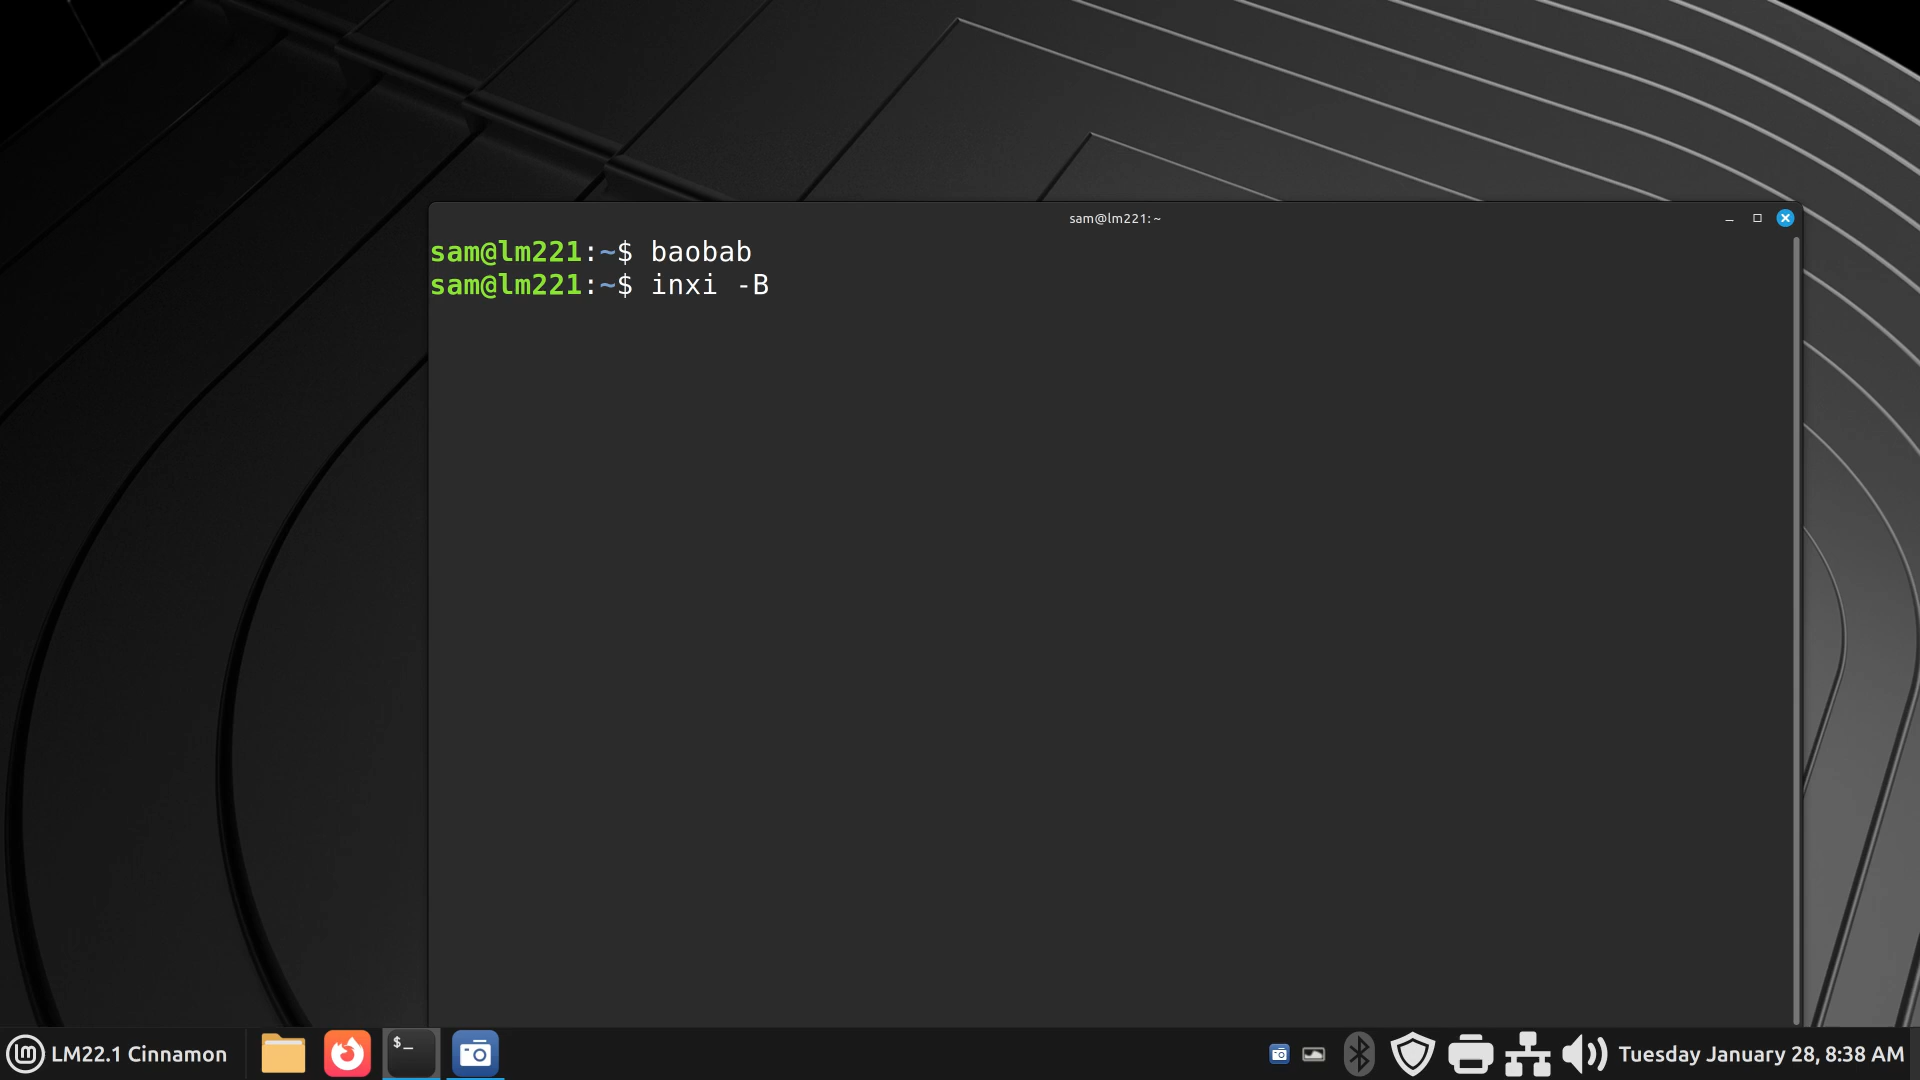 sam@lm221: ~
sam@lm221:~$ baobab
sam@lm221:~$ inxi -B
LM22.1 Cinnamon
$_
Tuesday January 28, 8:38 AM